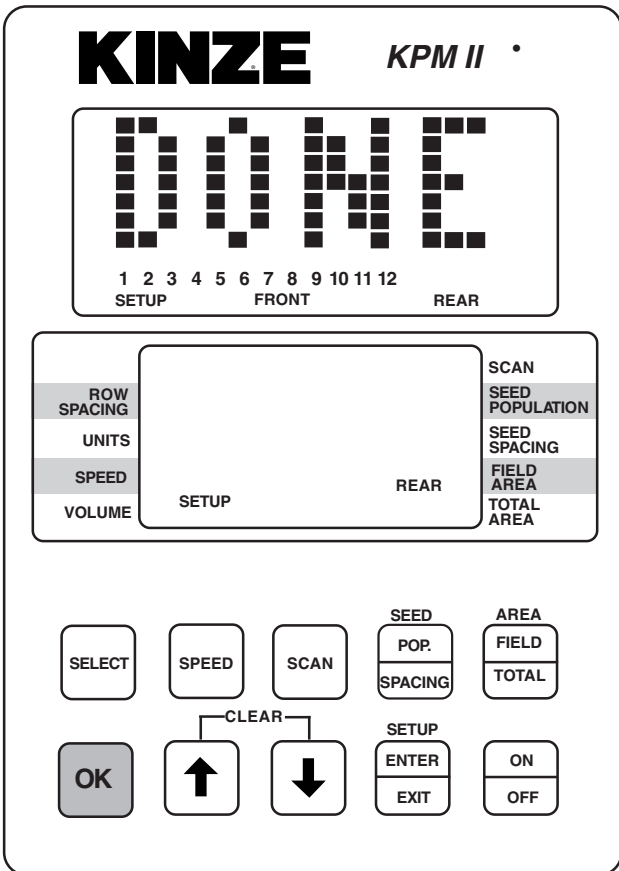 KINZE® KPM II
DONE
1 2 3 4 5 6 7 8 9 10 11 12
SETUP FRONT REAR
ROW
SPACING
UNITS
SPEED
VOLUME
SETUP
REAR
SCAN
SEED
POPULATION
SEED
SPACING
FIELD
AREA
TOTAL
AREA
SELECT
SPEED
SCAN
SEED
POP.
SPACING
AREA
FIELD
TOTAL
CLEAR
OK
SETUP
ENTER
EXIT
ON
OFF